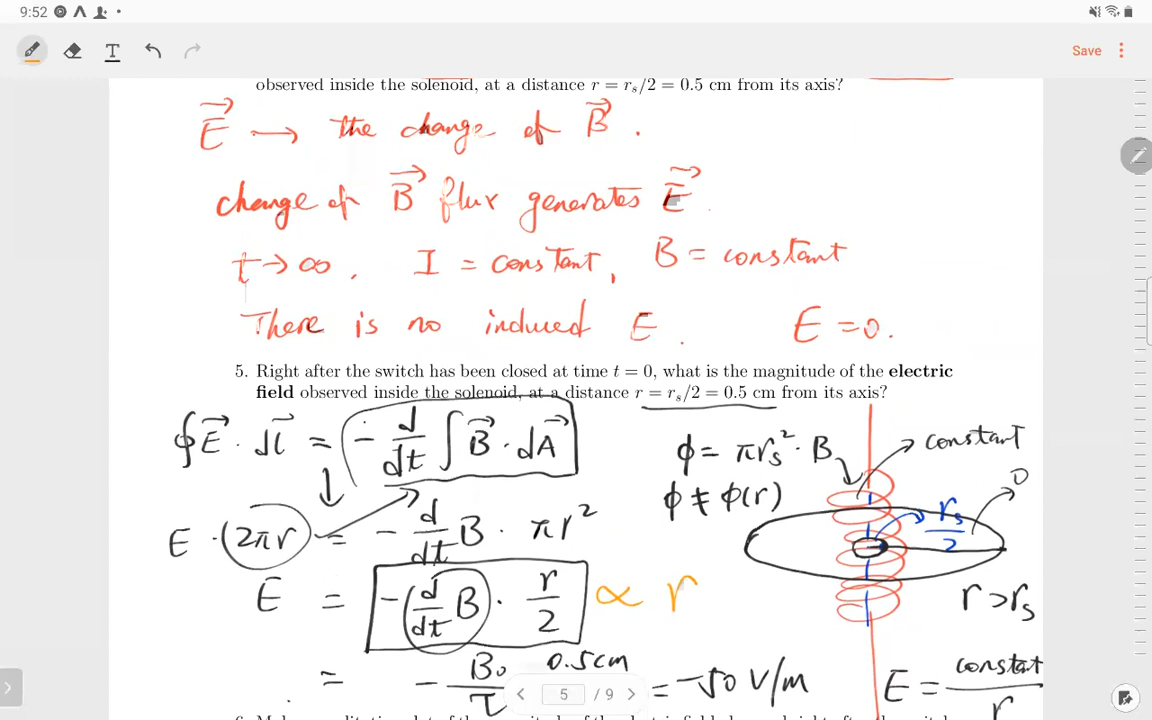 9:52
Save
observed inside the solenoid, at a distance r = r_s/2 = 0.5 cm from its axis?
E⃗ → the change of B⃗ .
change of B⃗ flux generates E⃗ .
t → ∞ . I = constant, B = constant
There is no induced E . E = 0.
5. Right after the switch has been closed at time t = 0, what is the magnitude of the electric
field observed inside the solenoid, at a distance r = r_s/2 = 0.5 cm from its axis?
∮ E⃗ · dl⃗ = - d/dt ∫ B⃗ · dA⃗
ϕ = πr_s² · B
constant
ϕ ≠ ϕ(r)
0
r_s/2
E · (2πr) = - d/dt B · πr²
E = -(d/dt B) · r/2 ∝ r
r > r_s
= - B₀/τ 0.5cm = -50 V/m
E = constat/r
5 / 9